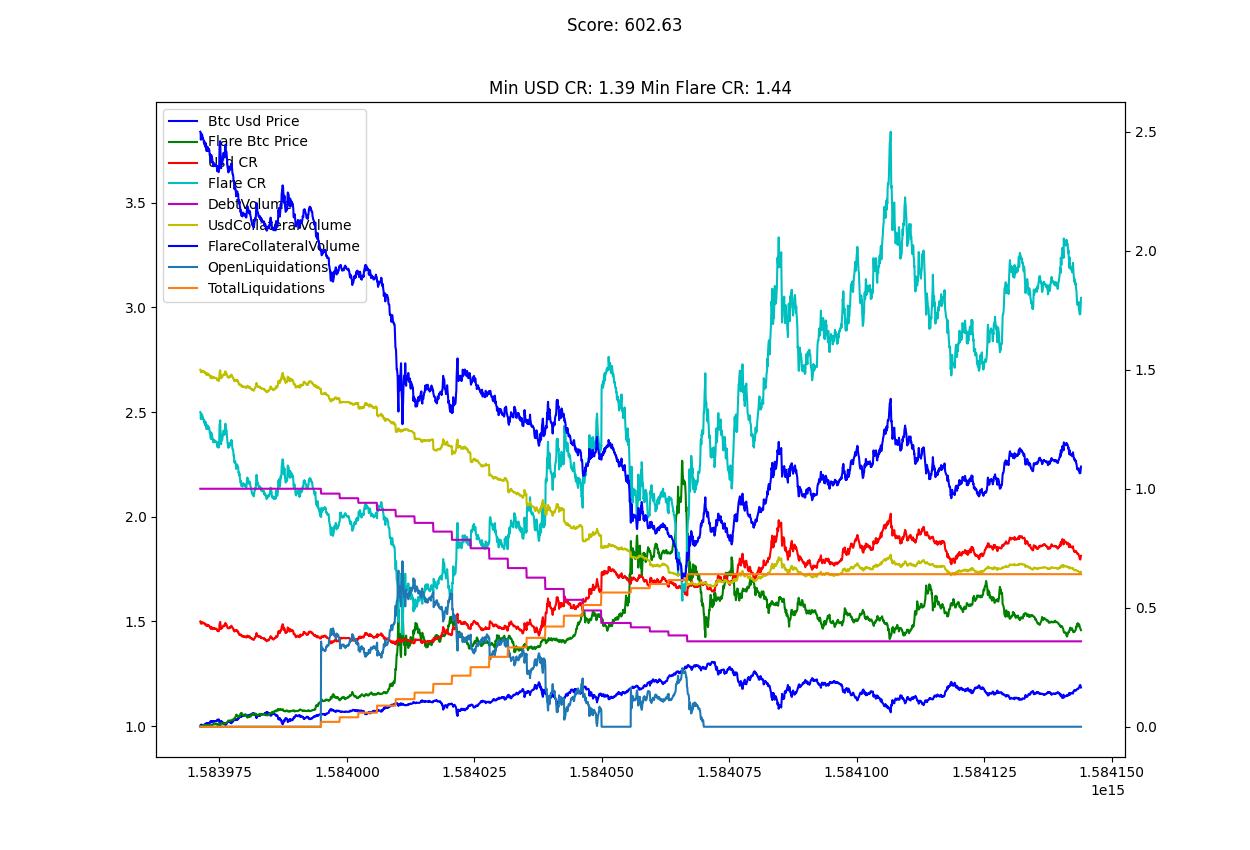 Score: 602.63
Min USD CR: 1.39 Min Flare CR: 1.44
Btc Usd Price
Flare Btc Price
Usd CR
Flare CR
DebtVolume
UsdCollateralVolume
FlareCollateralVolume
OpenLiquidations
TotalLiquidations
3.5
3.0
2.5
2.0
1.5
1.0
2.5
2.0
1.5
1.0
0.5
0.0
1.583975
1.584000
1.584025
1.584050
1.584075
1.584100
1.584125
1.584150
1e15